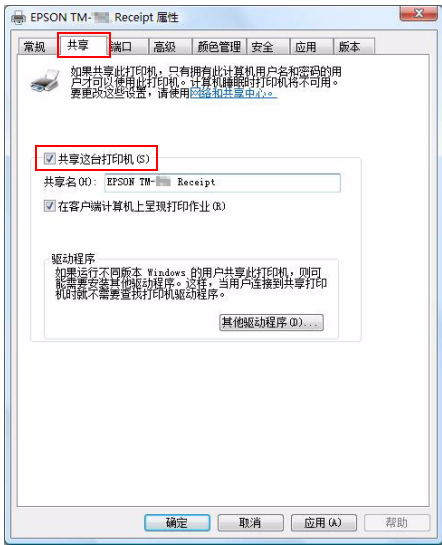 EPSON TM- Receipt 属性
常规 共享 端口 高级 颜色管理 安全 应用 版本
如果共享此打印机，只有拥有此计算机用户名和密码的用
户才可以使用此打印机。计算机睡眠时打印机将不可用。
要更改这些设置，请使用网络和共享中心。
共享这台打印机(S)
共享名(H): EPSON TM- Receipt
在客户端计算机上呈现打印作业(R)
驱动程序
如果运行不同版本 Windows 的用户共享此打印机，则可
能需要安装其他驱动程序。这样，当用户连接到共享打印
机时就不需要查找打印机驱动程序。
其他驱动程序(D)...
确定 取消 应用(A) 帮助